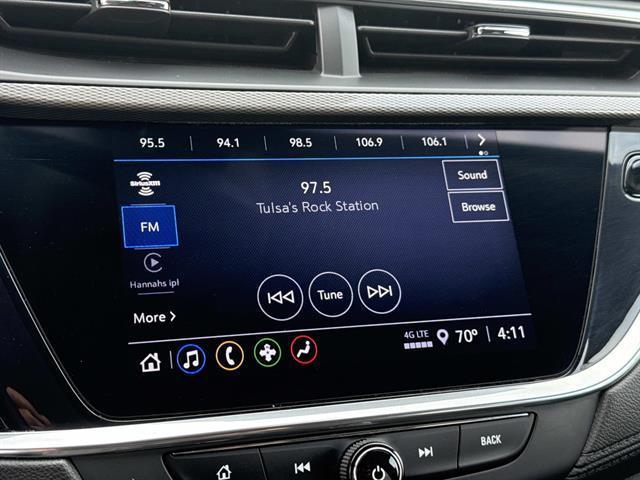 95.5 94.1 98.5 106.9 106.1
SiriusXM
97.5
Sound
Tulsa's Rock Station
Browse
FM
Hannahs ipl
Tune
More
4G LTE
70° 4:11
BACK